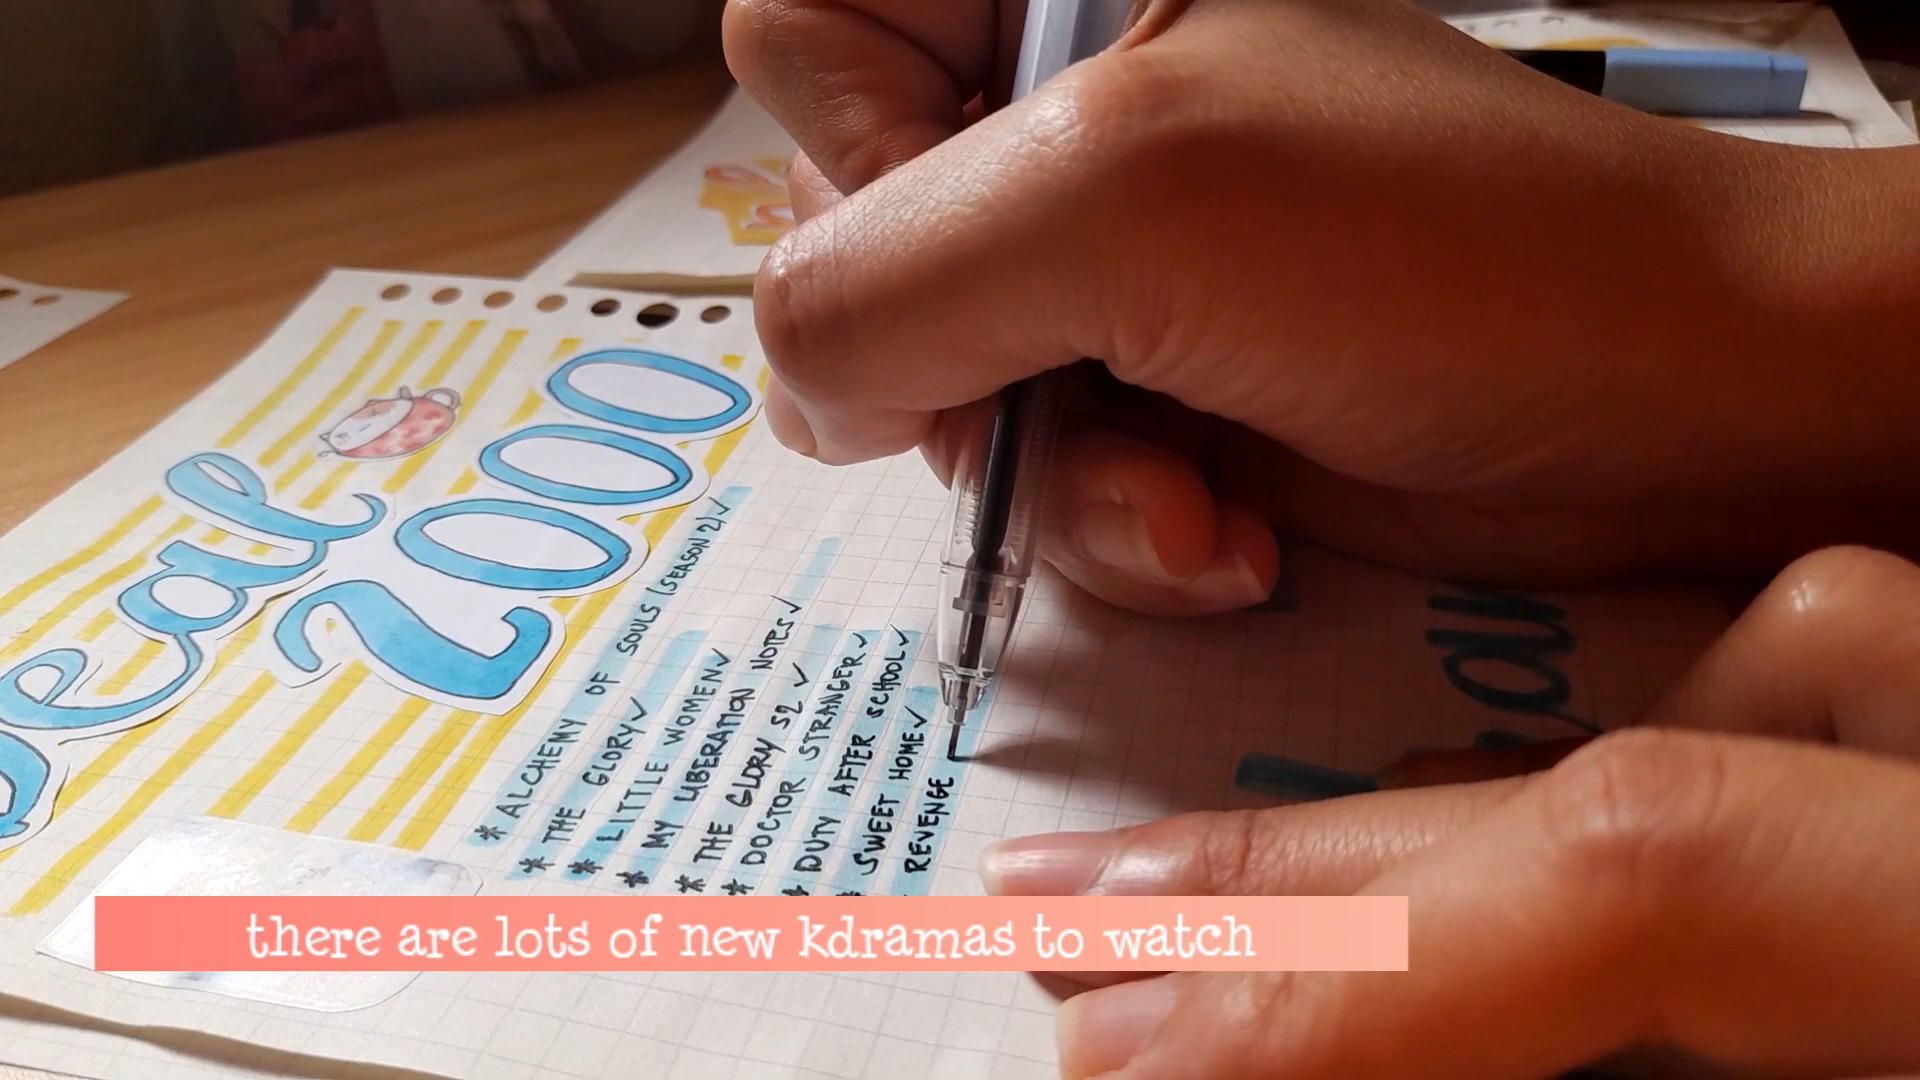 Deal
2000
* ALCHEMY OF SOULS (SEASON 2) ✓
* THE GLORY ✓
* LITTLE WOMEN ✓
* MY LIBERATION NOTES ✓
* THE GLORY S2 ✓
* DOCTOR STRANGER ✓
* DUTY AFTER SCHOOL ✓
* SWEET HOME ✓
REVENGE
there are lots of new kdramas to watch